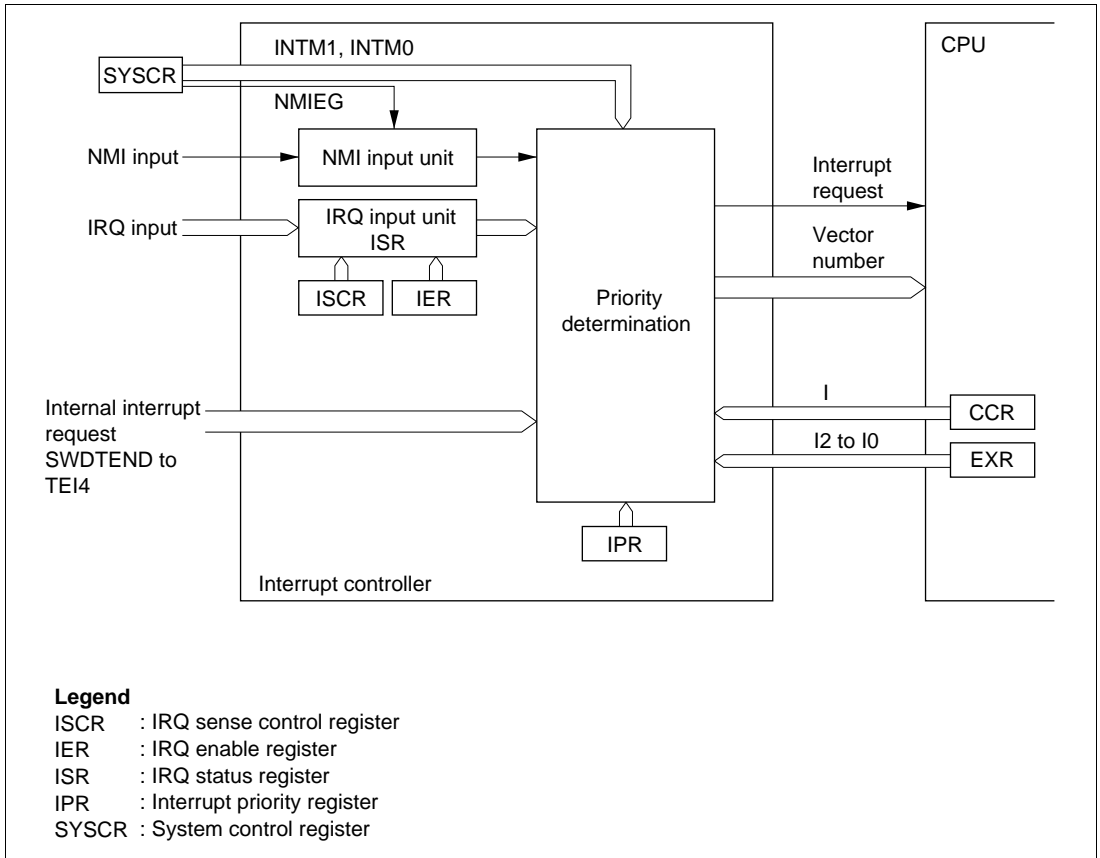 INTM1, INTM0
CPU
SYSCR
NMIEG
NMI input
NMI input unit
Interrupt
request
IRQ input
IRQ input unit
ISR
Vector
number
ISCR
IER
Priority
determination
Internal interrupt
request
SWDTEND to
TEI4
I
CCR
I2 to I0
EXR
IPR
Interrupt controller
Legend
ISCR : IRQ sense control register
IER : IRQ enable register
ISR : IRQ status register
IPR : Interrupt priority register
SYSCR : System control register